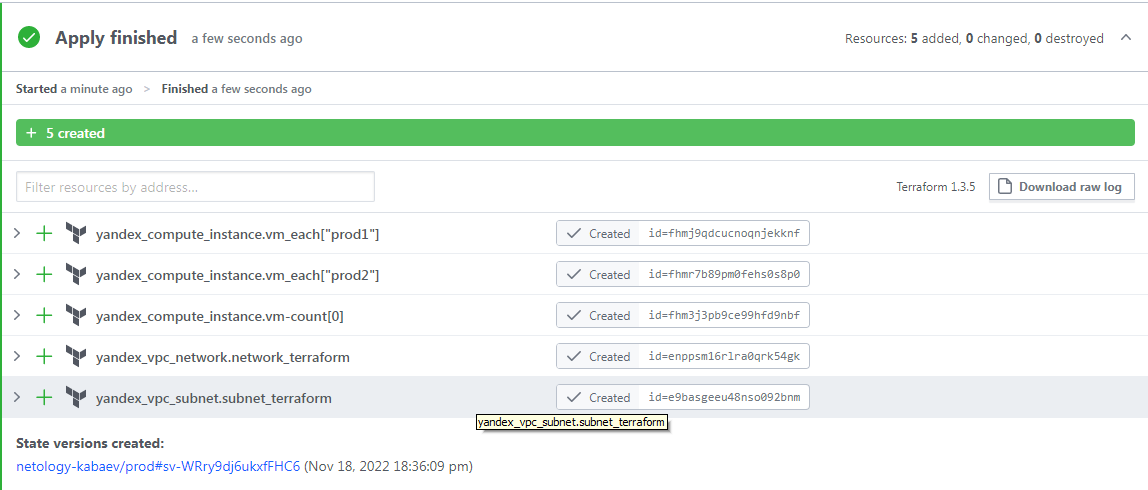 Apply finished a few seconds ago Resources: 5 added, 0 changed, 0 destroyed
Started a minute ago > Finished a few seconds ago
+ 5 created
Filter resources by address... Terraform 1.3.5 Download raw log
yandex_compute_instance.vm_each["prod1"] Created id=fhmj9qdcucnoqnjekknf
yandex_compute_instance.vm_each["prod2"] Created id=fhmr7b89pm0fehs0s8p0
yandex_compute_instance.vm-count[0] Created id=fhm3j3pb9ce99hfd9nbf
yandex_vpc_network.network_terraform Created id=enppsm16rlra0qrk54gk
yandex_vpc_subnet.subnet_terraform Created id=e9basgeeu48nso092bnm
yandex_vpc_subnet.subnet_terraform
State versions created:
netology-kabaev/prod#sv-WRry9dj6ukxfFHC6 (Nov 18, 2022 18:36:09 pm)